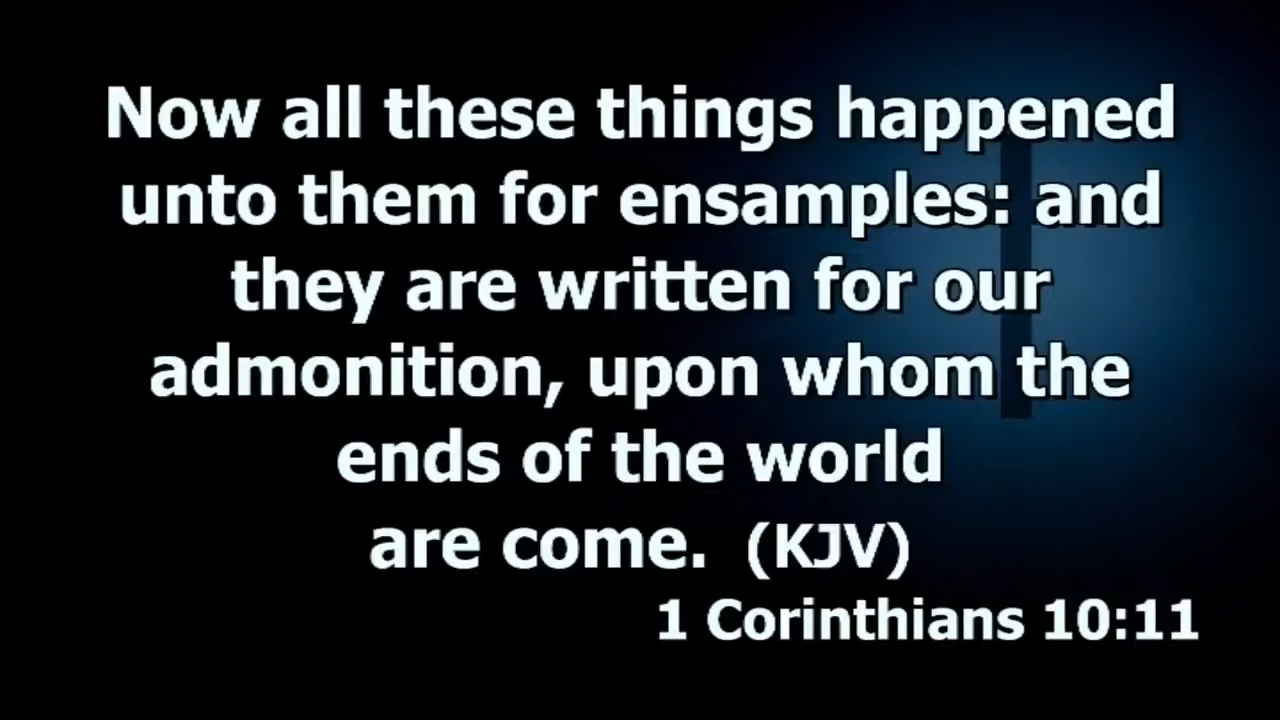 Now all these things happened
unto them for ensamples: and
they are written for our
admonition, upon whom the
ends of the world
are come. (KJV)
1 Corinthians 10:11